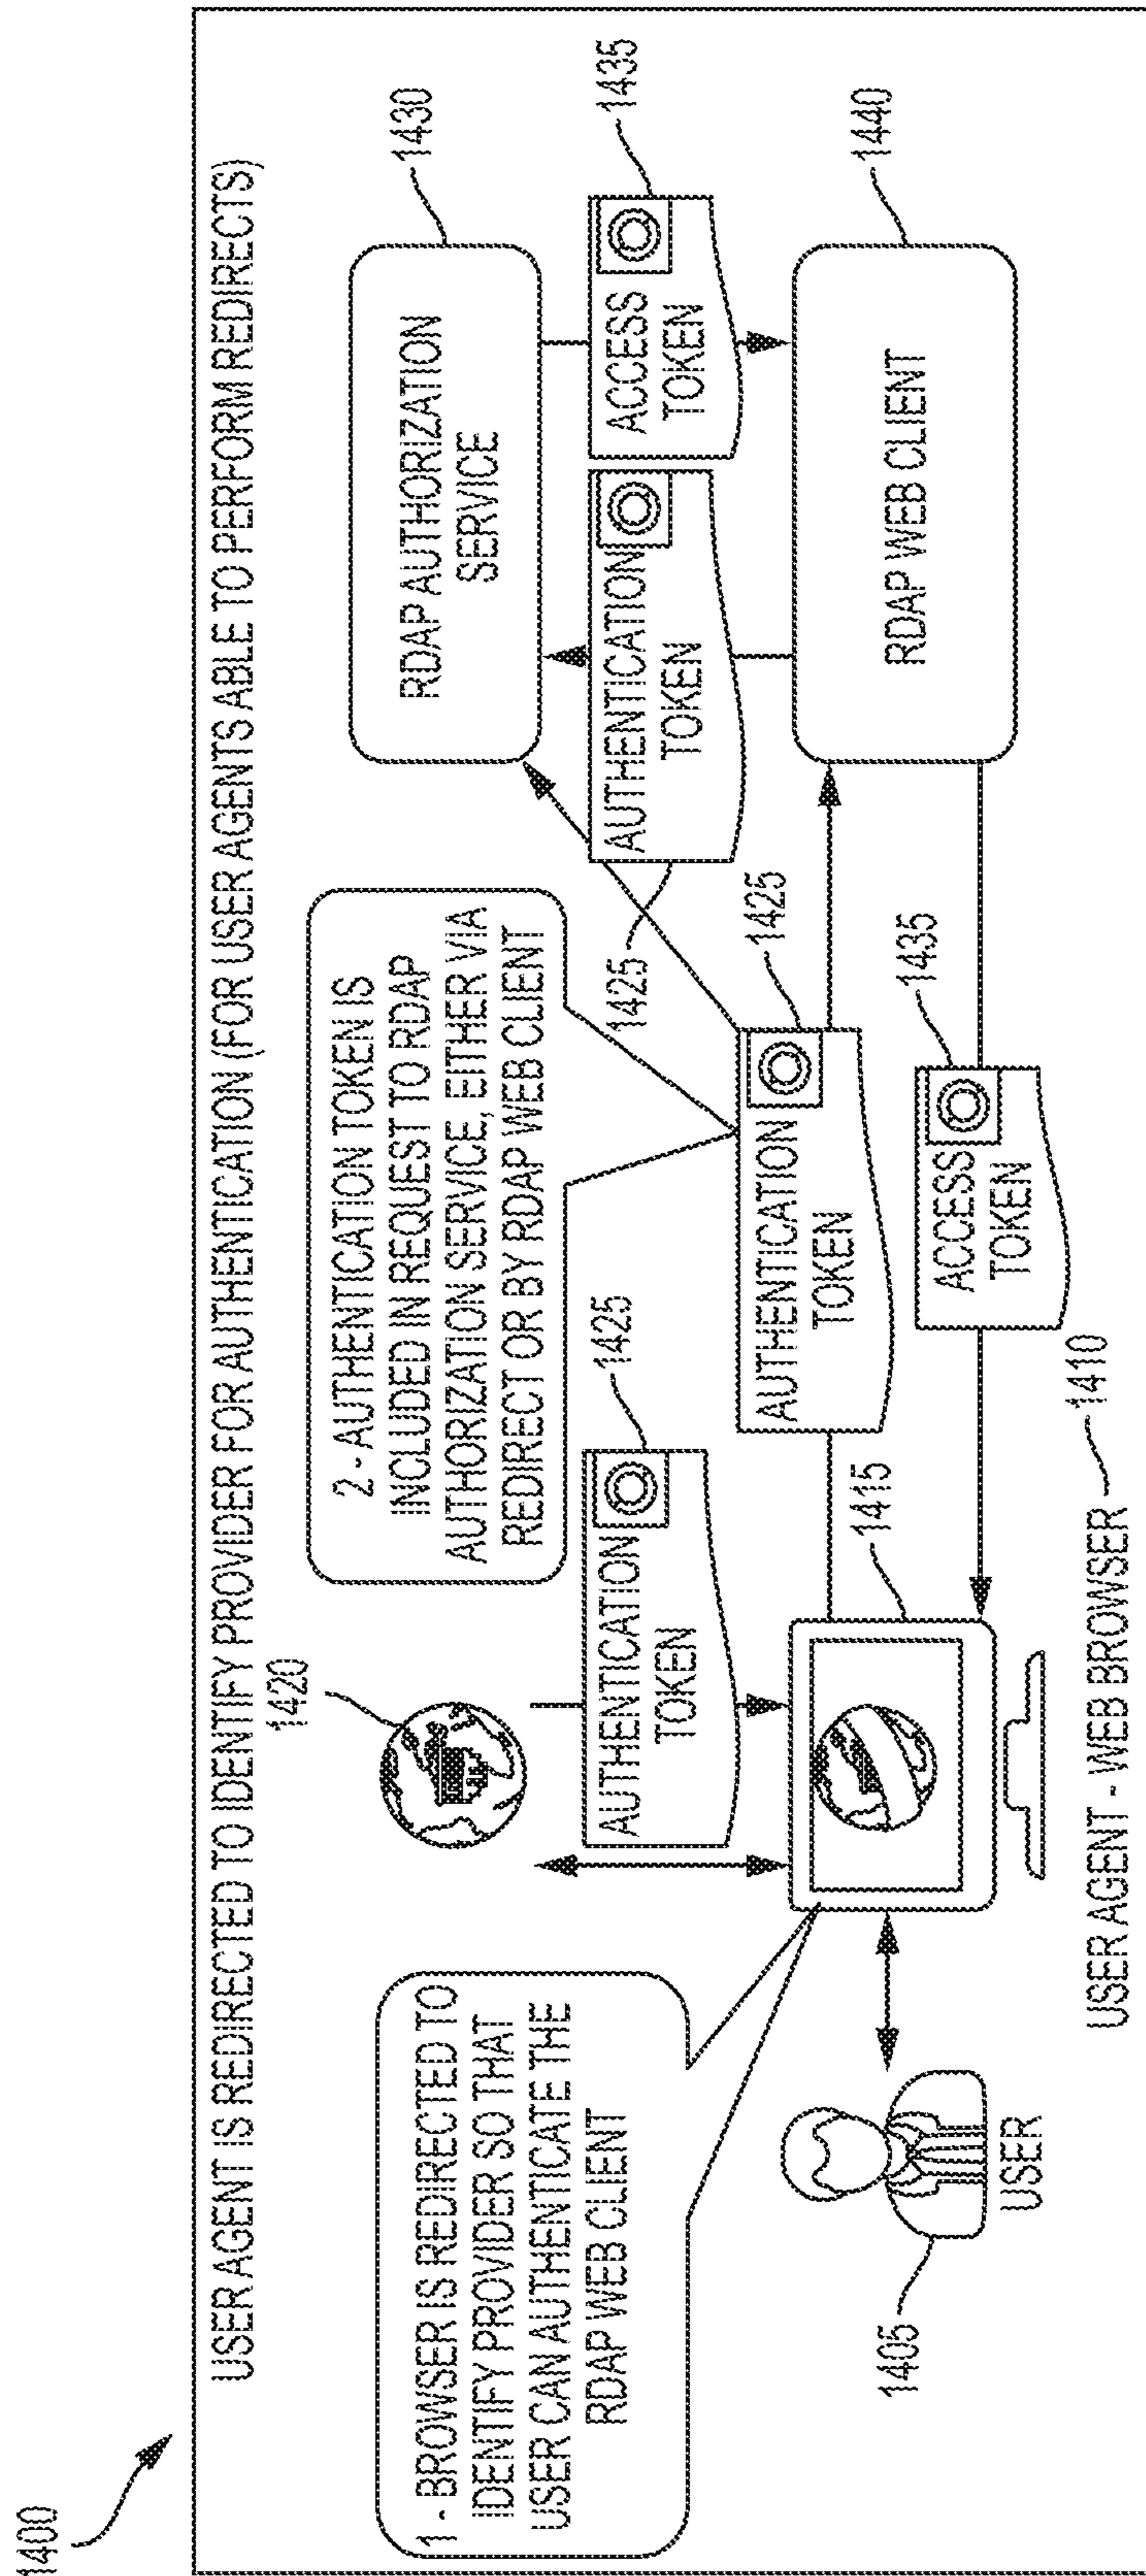 1400
USER AGENT IS REDIRECTED TO IDENTIFY PROVIDER FOR AUTHENTICATION (FOR USER AGENTS ABLE TO PERFORM REDIRECTS)
1 - BROWSER IS REDIRECTED TO
IDENTIFY PROVIDER SO THAT
USER CAN AUTHENTICATE THE
RDAP WEB CLIENT
1420
2 - AUTHENTICATION TOKEN IS
INCLUDED IN REQUEST TO RDAP
AUTHORIZATION SERVICE, EITHER VIA
REDIRECT OR BY RDAP WEB CLIENT
RDAP AUTHORIZATION
SERVICE
1430
AUTHENTICATION
TOKEN
1425
1425
AUTHENTICATION
TOKEN
ACCESS
TOKEN
1435
AUTHENTICATION
TOKEN
1425
RDAP WEB CLIENT
1440
1415
ACCESS
TOKEN
1435
1405
USER
USER AGENT - WEB BROWSER
1410